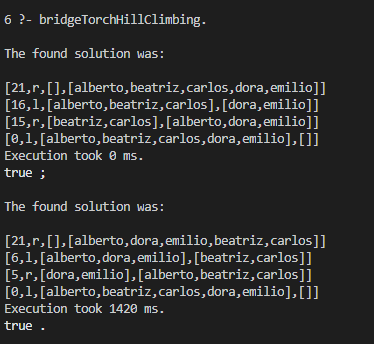 6 ?- bridgeTorchHillClimbing.
The found solution was:
[21,r,[],[alberto,beatriz,carlos,dora,emilio]]
[16,l,[alberto,beatriz,carlos],[dora,emilio]]
[15,r,[beatriz,carlos],[alberto,dora,emilio]]
[0,l,[alberto,beatriz,carlos,dora,emilio],[]]
Execution took 0 ms.
true ;
The found solution was:
[21,r,[],[alberto,dora,emilio,beatriz,carlos]]
[6,l,[alberto,dora,emilio],[beatriz,carlos]]
[5,r,[dora,emilio],[alberto,beatriz,carlos]]
[0,l,[alberto,beatriz,carlos,dora,emilio],[]]
Execution took 1420 ms.
true .